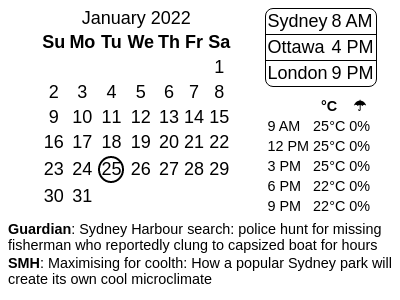 January 2022
Su Mo Tu We Th Fr Sa
1
2 3 4 5 6 7 8
9 10 11 12 13 14 15
16 17 18 19 20 21 22
23 24 25 26 27 28 29
30 31
Sydney 8 AM
Ottawa 4 PM
London 9 PM
°C ☂
9 AM 25°C 0%
12 PM 25°C 0%
3 PM 25°C 0%
6 PM 22°C 0%
9 PM 22°C 0%
Guardian: Sydney Harbour search: police hunt for missing
fisherman who reportedly clung to capsized boat for hours
SMH: Maximising for coolth: How a popular Sydney park will
create its own cool microclimate